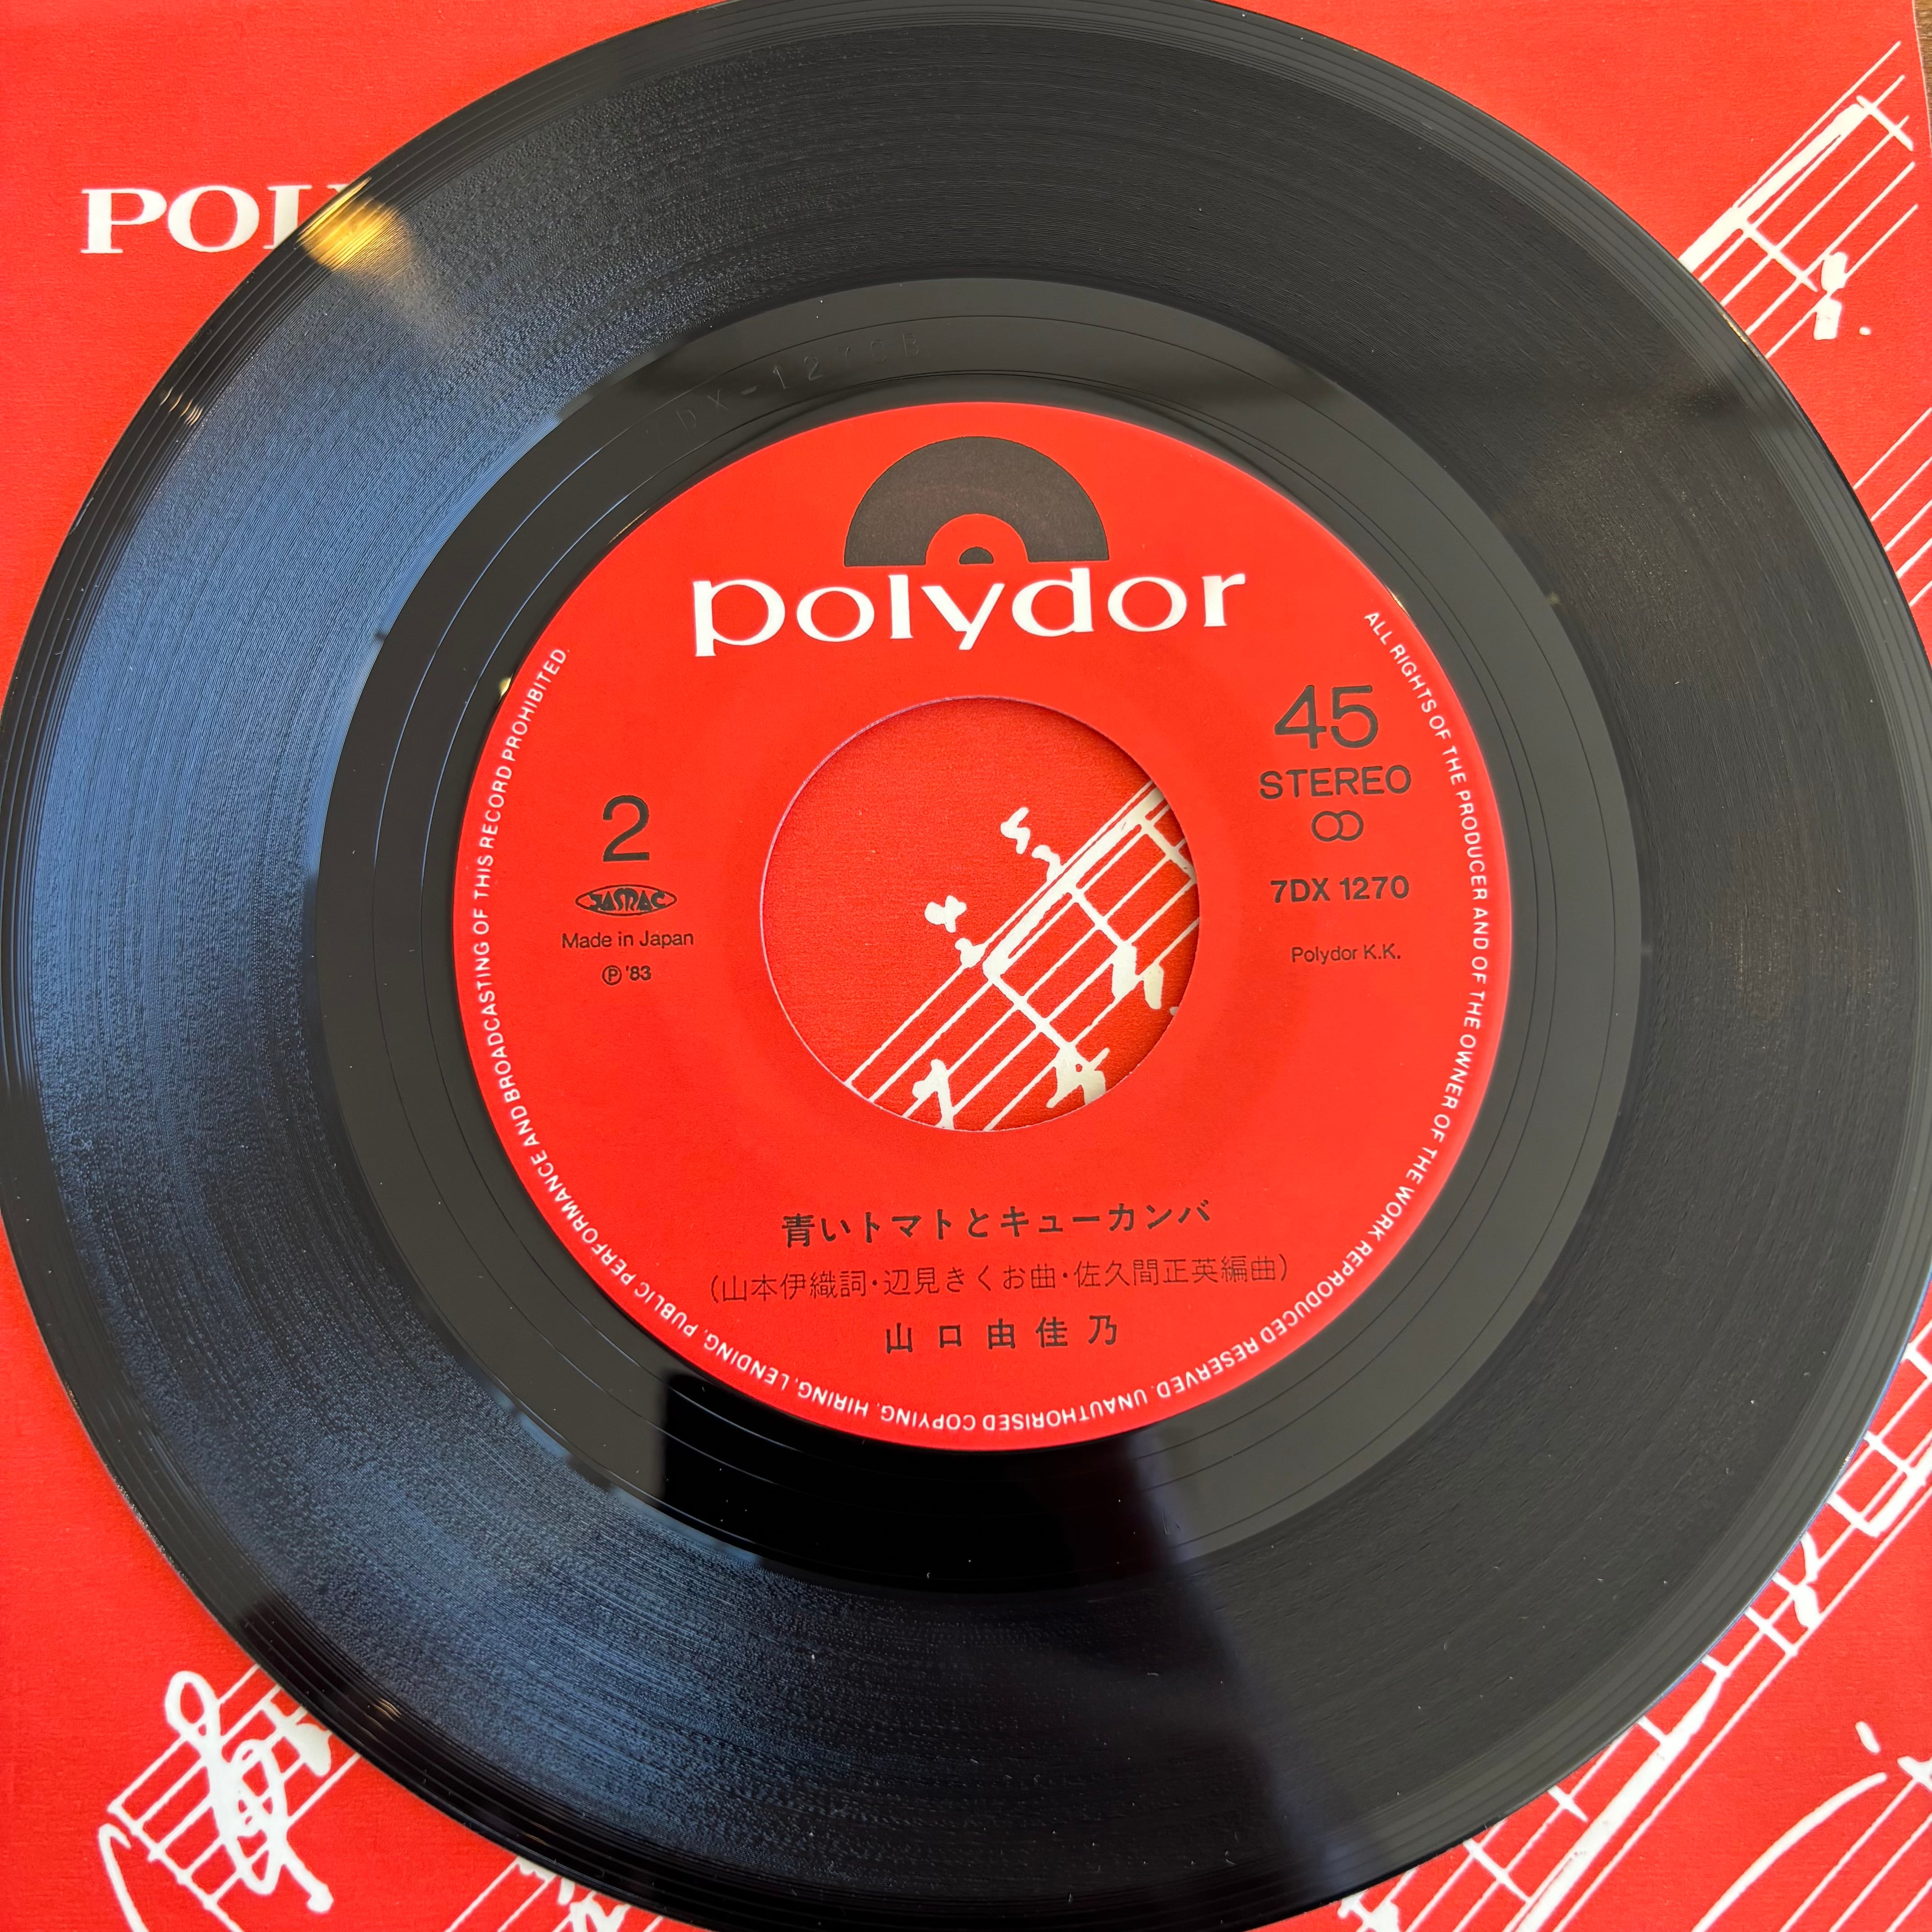 POLY
DX-1270B
polydor
45
STEREO
7DX 1270
Polydor K.K.
2
JASRAC
Made in Japan
Ⓟ '83
青いトマトとキューカンバ
(山本伊織詞・辺見きくお曲・佐久間正英編曲)
山口由佳乃
ALL RIGHTS OF THE PRODUCER AND OF THE OWNER OF THE WORK REPRODUCED RESERVED. UNAUTHORISED COPYING, HIRING, LENDING, PUBLIC PERFORMANCE AND BROADCASTING OF THIS RECORD PROHIBITED.